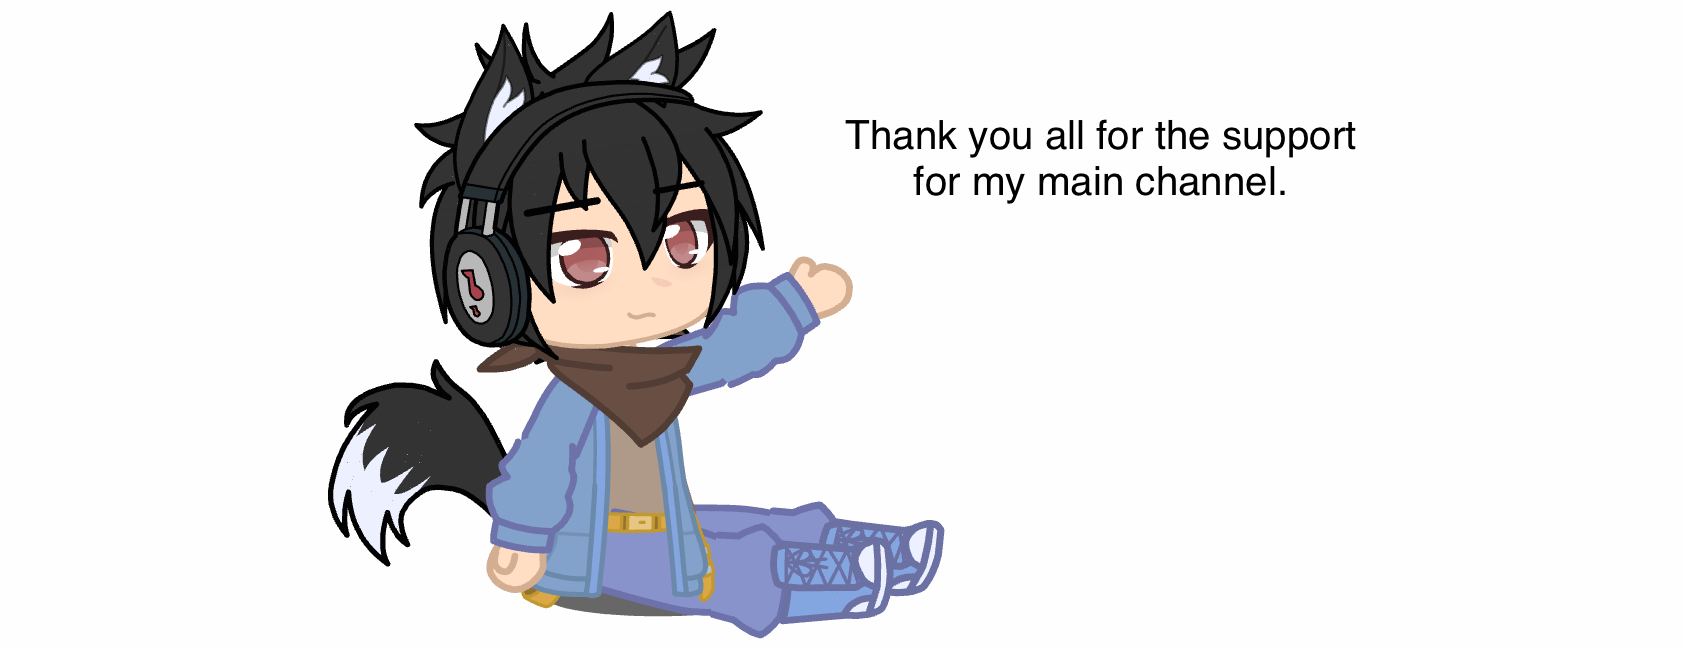 Thank you all for the support
for my main channel.